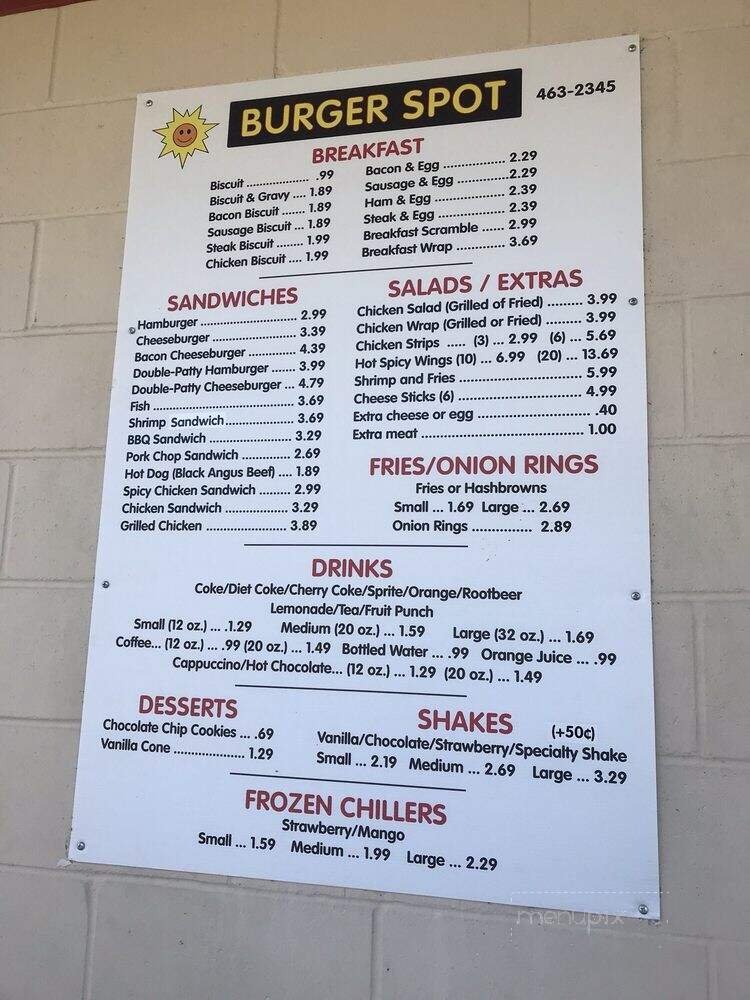 BURGER SPOT 463-2345
BREAKFAST
Biscuit .................... .99
Biscuit & Gravy .... 1.89
Bacon Biscuit ....... 1.89
Sausage Biscuit ... 1.89
Steak Biscuit ........ 1.99
Chicken Biscuit .... 1.99
Bacon & Egg ................. 2.29
Sausage & Egg .............. 2.29
Ham & Egg ................... 2.39
Steak & Egg .................. 2.39
Breakfast Scramble ...... 2.99
Breakfast Wrap ............. 3.69
SANDWICHES
Hamburger ............................ 2.99
Cheeseburger ........................ 3.39
Bacon Cheeseburger .............. 4.39
Double-Patty Hamburger ....... 3.99
Double-Patty Cheeseburger ... 4.79
Fish ......................................... 3.69
Shrimp Sandwich .................... 3.69
BBQ Sandwich ........................ 3.29
Pork Chop Sandwich ............... 2.69
Hot Dog (Black Angus Beef) .... 1.89
Spicy Chicken Sandwich ......... 2.99
Chicken Sandwich ................... 3.29
Grilled Chicken ....................... 3.89
SALADS / EXTRAS
Chicken Salad (Grilled of Fried) ......... 3.99
Chicken Wrap (Grilled or Fried) ......... 3.99
Chicken Strips ..... (3) ... 2.99 (6) ... 5.69
Hot Spicy Wings (10) ... 6.99 (20) ... 13.69
Shrimp and Fries ................................ 5.99
Cheese Sticks (6) ................................ 4.99
Extra cheese or egg .............................. .40
Extra meat .......................................... 1.00
FRIES/ONION RINGS
Fries or Hashbrowns
Small ... 1.69 Large ... 2.69
Onion Rings ............... 2.89
DRINKS
Coke/Diet Coke/Cherry Coke/Sprite/Orange/Rootbeer
Lemonade/Tea/Fruit Punch
Small (12 oz.) ... .1.29 Medium (20 oz.) ... 1.59 Large (32 oz.) ... 1.69
Coffee... (12 oz.) ... .99 (20 oz.) ... 1.49 Bottled Water ... .99 Orange Juice ... .99
Cappuccino/Hot Chocolate... (12 oz.) ... 1.29 (20 oz.) ... 1.49
DESSERTS
Chocolate Chip Cookies ... .69
Vanilla Cone ................... 1.29
SHAKES (+50¢)
Vanilla/Chocolate/Strawberry/Specialty Shake
Small ... 2.19 Medium ... 2.69 Large ... 3.29
FROZEN CHILLERS
Strawberry/Mango
Small ... 1.59 Medium ... 1.99 Large ... 2.29
menupix